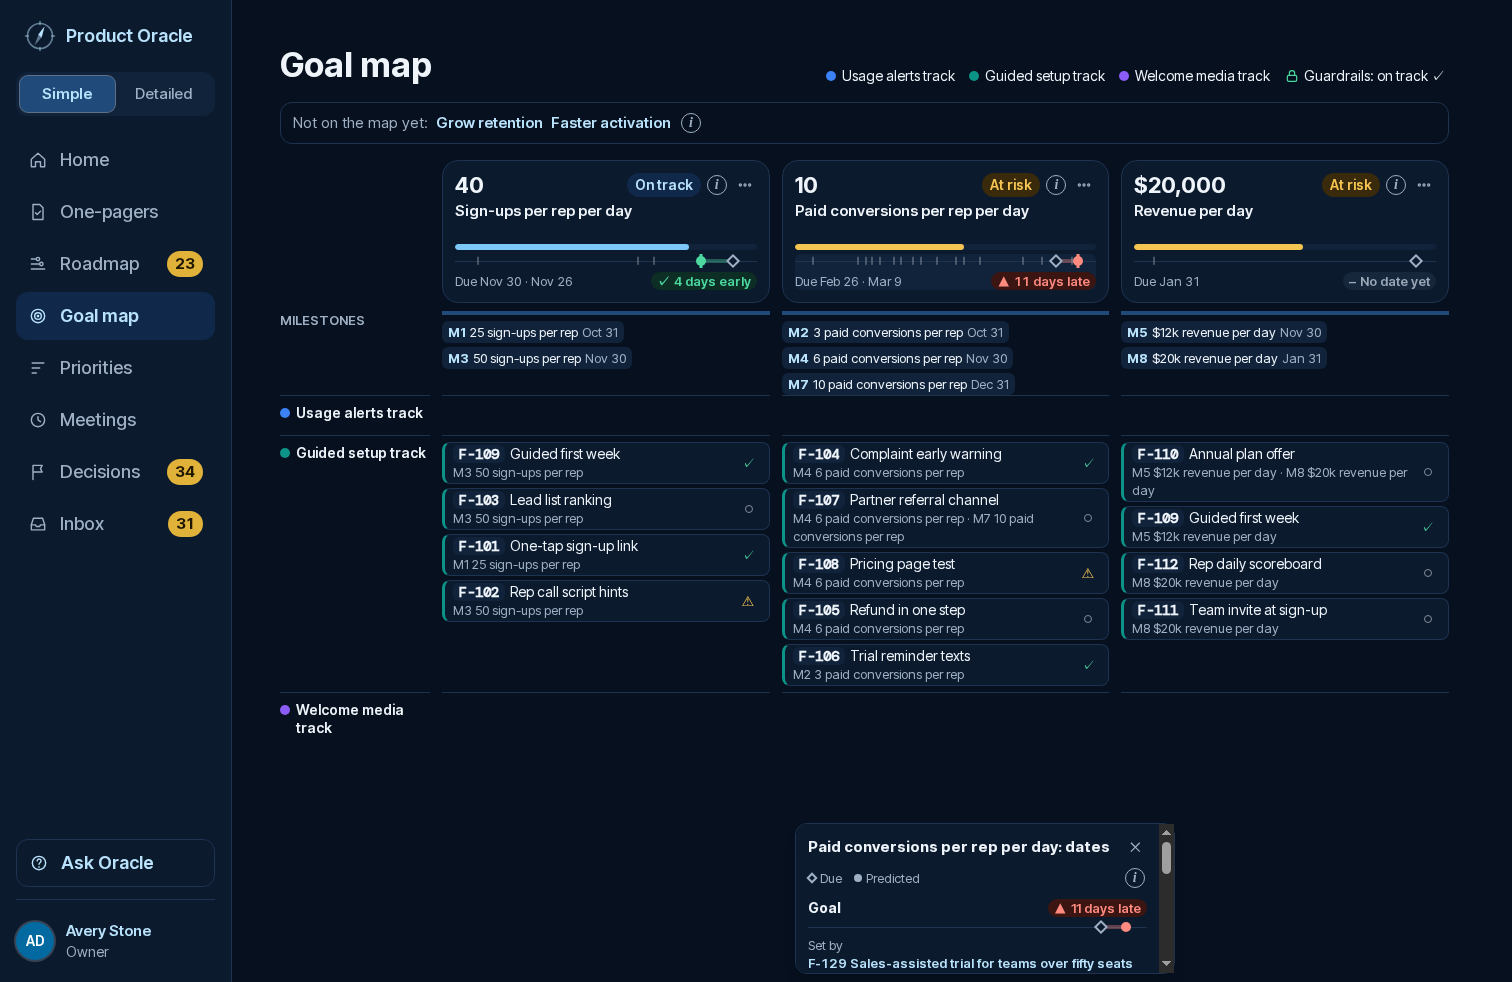 Product Oracle
Simple
Detailed
Home
One-pagers
Roadmap 23
Goal map
Priorities
Meetings
Decisions 34
Inbox 31
Ask Oracle
AD
Avery Stone
Owner
Goal map
Usage alerts track
Guided setup track
Welcome media track
Guardrails: on track ✓
Not on the map yet: Grow retention Faster activation i
40 On track i
Sign-ups per rep per day
Due Nov 30 · Nov 26 ✓ 4 days early
10 At risk i
Paid conversions per rep per day
Due Feb 26 · Mar 9 ▲ 11 days late
$20,000 At risk i
Revenue per day
Due Jan 31 – No date yet
MILESTONES
M1 25 sign-ups per rep Oct 31
M3 50 sign-ups per rep Nov 30
M2 3 paid conversions per rep Oct 31
M4 6 paid conversions per rep Nov 30
M7 10 paid conversions per rep Dec 31
M5 $12k revenue per day Nov 30
M8 $20k revenue per day Jan 31
Usage alerts track
Guided setup track
F-109 Guided first week ✓
M3 50 sign-ups per rep
F-103 Lead list ranking ○
M3 50 sign-ups per rep
F-101 One-tap sign-up link ✓
M1 25 sign-ups per rep
F-102 Rep call script hints ⚠
M3 50 sign-ups per rep
F-104 Complaint early warning ✓
M4 6 paid conversions per rep
F-107 Partner referral channel ○
M4 6 paid conversions per rep · M7 10 paid
conversions per rep
F-108 Pricing page test ⚠
M4 6 paid conversions per rep
F-105 Refund in one step ○
M4 6 paid conversions per rep
F-106 Trial reminder texts ✓
M2 3 paid conversions per rep
F-110 Annual plan offer ○
M5 $12k revenue per day · M8 $20k revenue per
day
F-109 Guided first week ✓
M5 $12k revenue per day
F-112 Rep daily scoreboard ○
M8 $20k revenue per day
F-111 Team invite at sign-up ○
M8 $20k revenue per day
Welcome media
track
Paid conversions per rep per day: dates
Due Predicted i
Goal ▲ 11 days late
Set by
F-129 Sales-assisted trial for teams over fifty seats